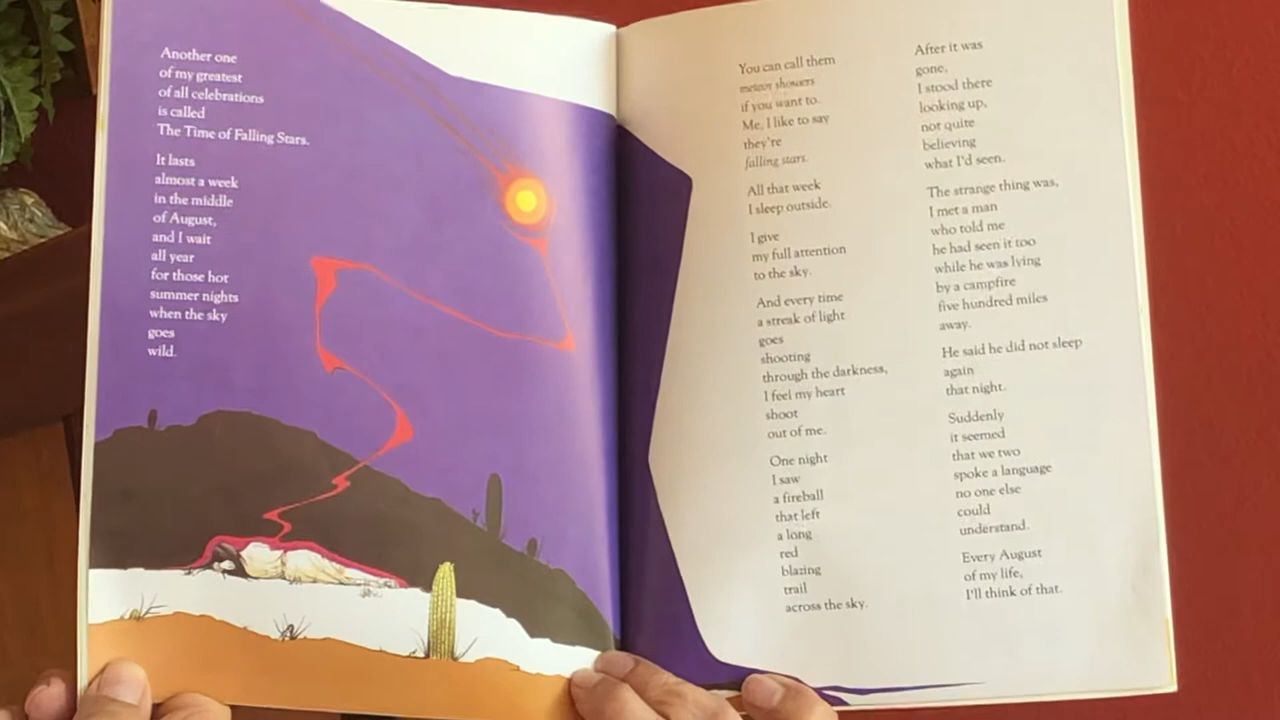 Another one
of my greatest
of all celebrations
is called
The Time of Falling Stars.
It lasts
almost a week
in the middle
of August,
and I wait
all year
for those hot
summer nights
when the sky
goes
wild.
You can call them
meteor showers
if you want to.
Me, I like to say
they're
falling stars.
All that week
I sleep outside.
I give
my full attention
to the sky.
And every time
a streak of light
goes
shooting
through the darkness,
I feel my heart
shoot
out of me.
One night
I saw
a fireball
that left
a long
red
blazing
trail
across the sky.
After it was
gone,
I stood there
looking up,
not quite
believing
what I'd seen.
The strange thing was,
I met a man
who told me
he had seen it too
while he was lying
by a campfire
five hundred miles
away.
He said he did not sleep
again
that night.
Suddenly
it seemed
that we two
spoke a language
no one else
could
understand.
Every August
of my life,
I'll think of that.